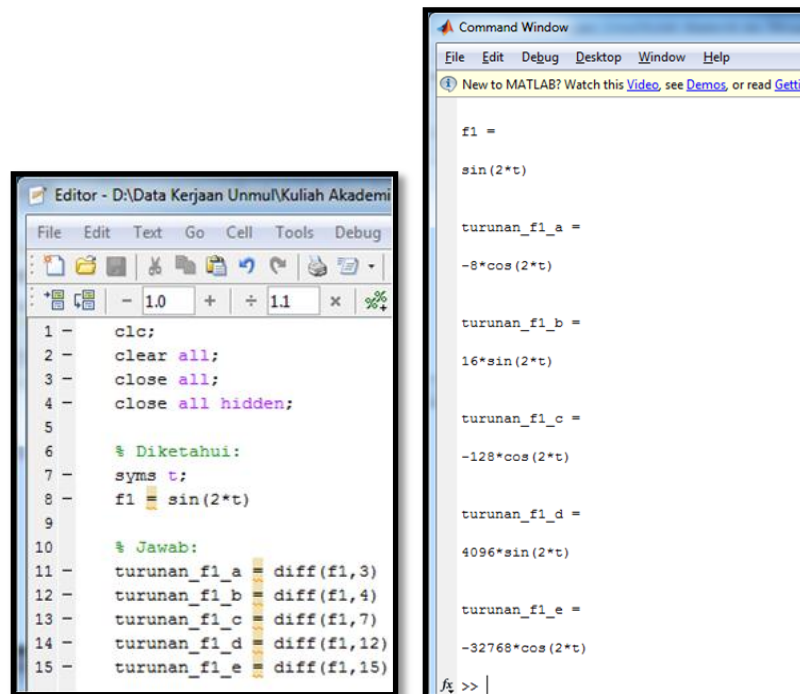 Editor - D:\Data Kerjaan Unmul\Kuliah Akademi
File Edit Text Go Cell Tools Debug
- 1.0 + ÷ 1.1 ×
1 - clc;
2 - clear all;
3 - close all;
4 - close all hidden;
5
6 % Diketahui:
7 - syms t;
8 - f1 = sin(2*t)
9
10 % Jawab:
11 - turunan_f1_a = diff(f1,3)
12 - turunan_f1_b = diff(f1,4)
13 - turunan_f1_c = diff(f1,7)
14 - turunan_f1_d = diff(f1,12)
15 - turunan_f1_e = diff(f1,15)
Command Window
File Edit Debug Desktop Window Help
New to MATLAB? Watch this Video, see Demos, or read Getti
f1 =
sin(2*t)
turunan_f1_a =
-8*cos(2*t)
turunan_f1_b =
16*sin(2*t)
turunan_f1_c =
-128*cos(2*t)
turunan_f1_d =
4096*sin(2*t)
turunan_f1_e =
-32768*cos(2*t)
fx >>